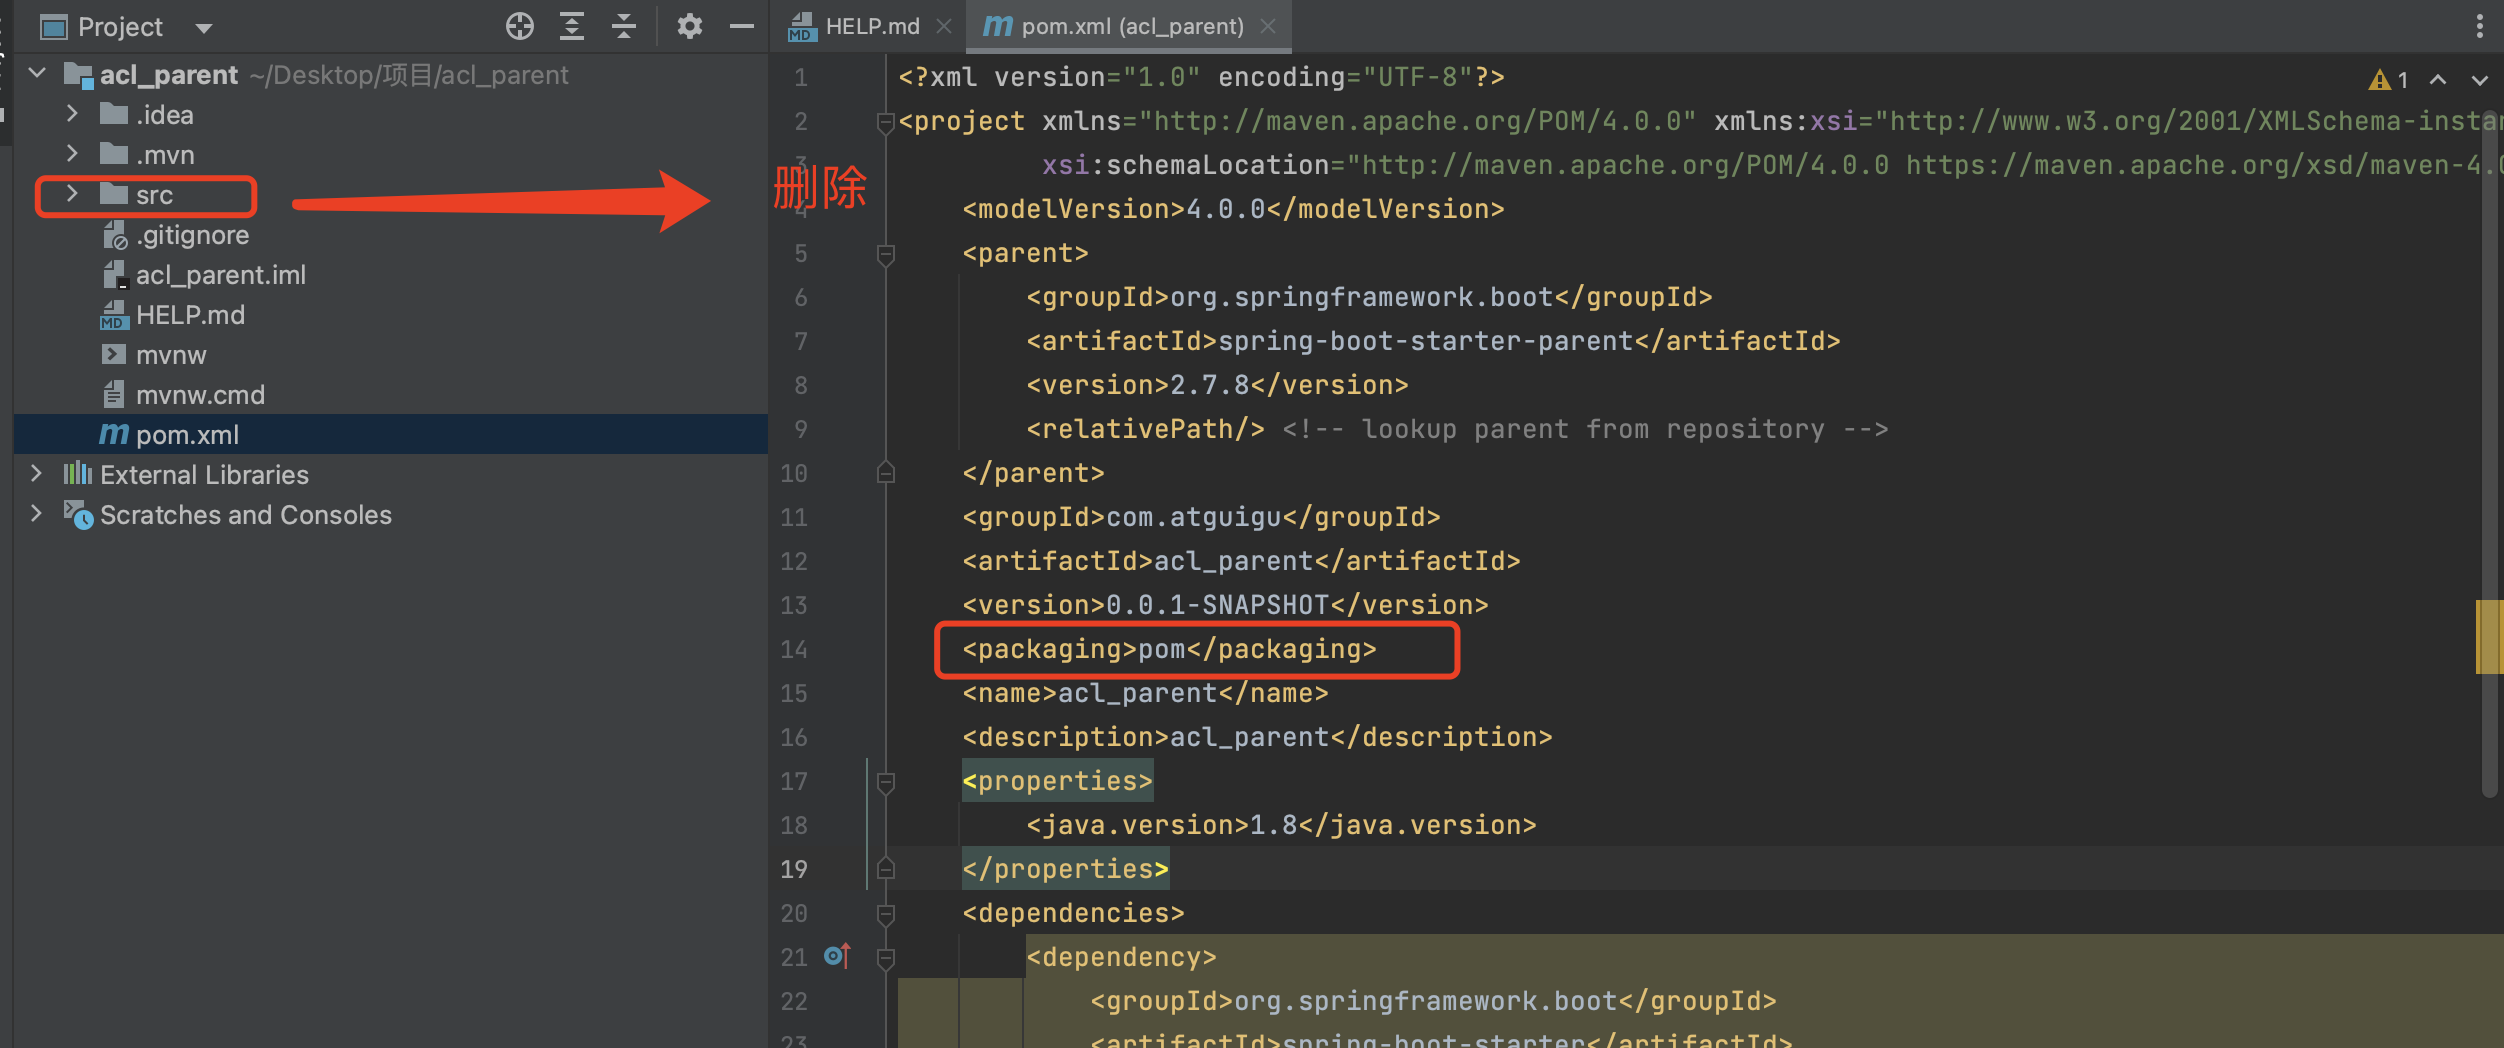 Project
acl_parent ~/Desktop/项目/acl_parent
.idea
.mvn
src
.gitignore
acl_parent.iml
MD HELP.md
mvnw
mvnw.cmd
m pom.xml
External Libraries
Scratches and Consoles
删除
MD HELP.md
m pom.xml (acl_parent)
1
1 <?xml version="1.0" encoding="UTF-8"?>
2 <project xmlns="http://maven.apache.org/POM/4.0.0" xmlns:xsi="http://www.w3.org/2001/XMLSchema-instan
3 xsi:schemaLocation="http://maven.apache.org/POM/4.0.0 https://maven.apache.org/xsd/maven-4.0
4 <modelVersion>4.0.0</modelVersion>
5 <parent>
6 <groupId>org.springframework.boot</groupId>
7 <artifactId>spring-boot-starter-parent</artifactId>
8 <version>2.7.8</version>
9 <relativePath/> <!-- lookup parent from repository -->
10 </parent>
11 <groupId>com.atguigu</groupId>
12 <artifactId>acl_parent</artifactId>
13 <version>0.0.1-SNAPSHOT</version>
14 <packaging>pom</packaging>
15 <name>acl_parent</name>
16 <description>acl_parent</description>
17 <properties>
18 <java.version>1.8</java.version>
19 </properties>
20 <dependencies>
21 <dependency>
22 <groupId>org.springframework.boot</groupId>
23 <artifactId>spring-boot-starter</artifactId>